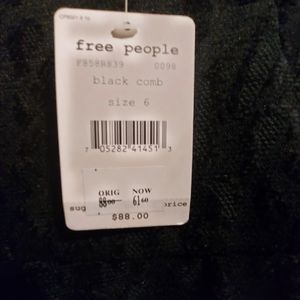 free people
F858R839 0098
black comb
size 6
7 05282 41451 3
ORIG NOW
88.00 61.60
sug price
$88.00